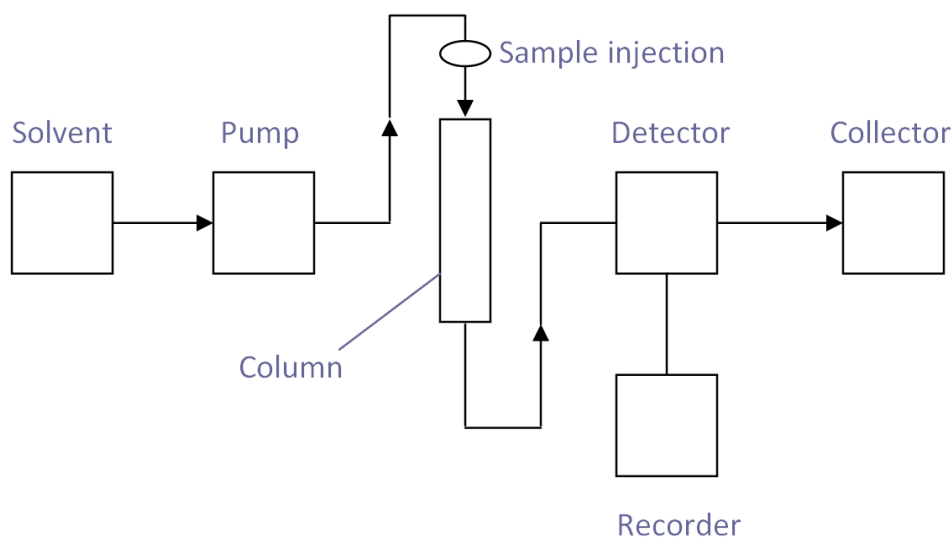 Sample injection
Solvent
Pump
Detector
Collector
Column
Recorder